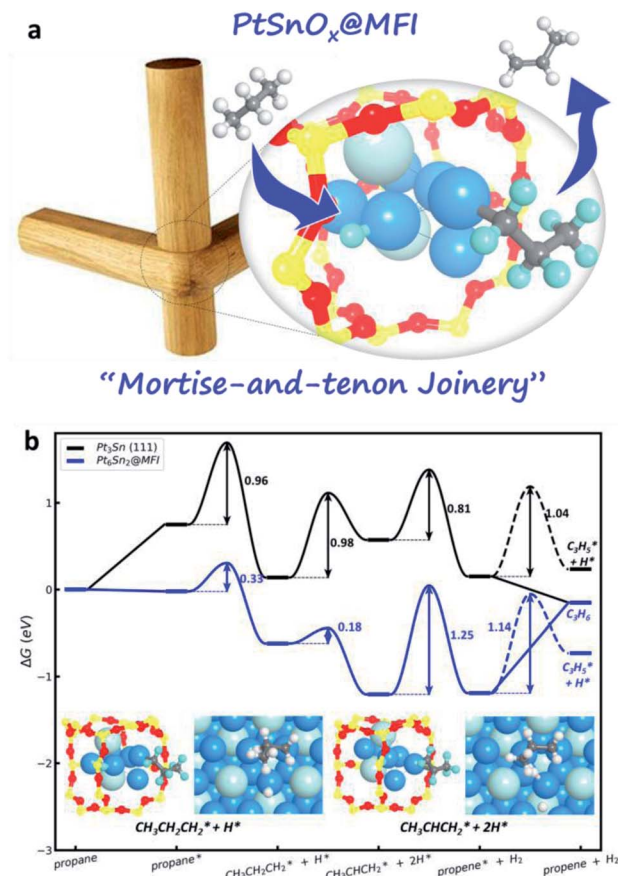 a
PtSnOₓ@MFI
“Mortise-and-tenon Joinery”
b
Pt₃Sn (111)
Pt₆Sn₂@MFI
ΔG (eV)
1
0
−1
−2
−3
0.96
0.98
0.81
1.04
C₃H₅*
+ H*
0.33
0.18
1.25
1.14
C₃H₆
C₃H₅*
+ H*
CH₃CH₂CH₂* + H*
CH₃CHCH₂* + 2H*
propane
propane*
CH₃CH₂CH₂* + H*
CH₃CHCH₂* + 2H*
propene* + H₂
propene + H₂